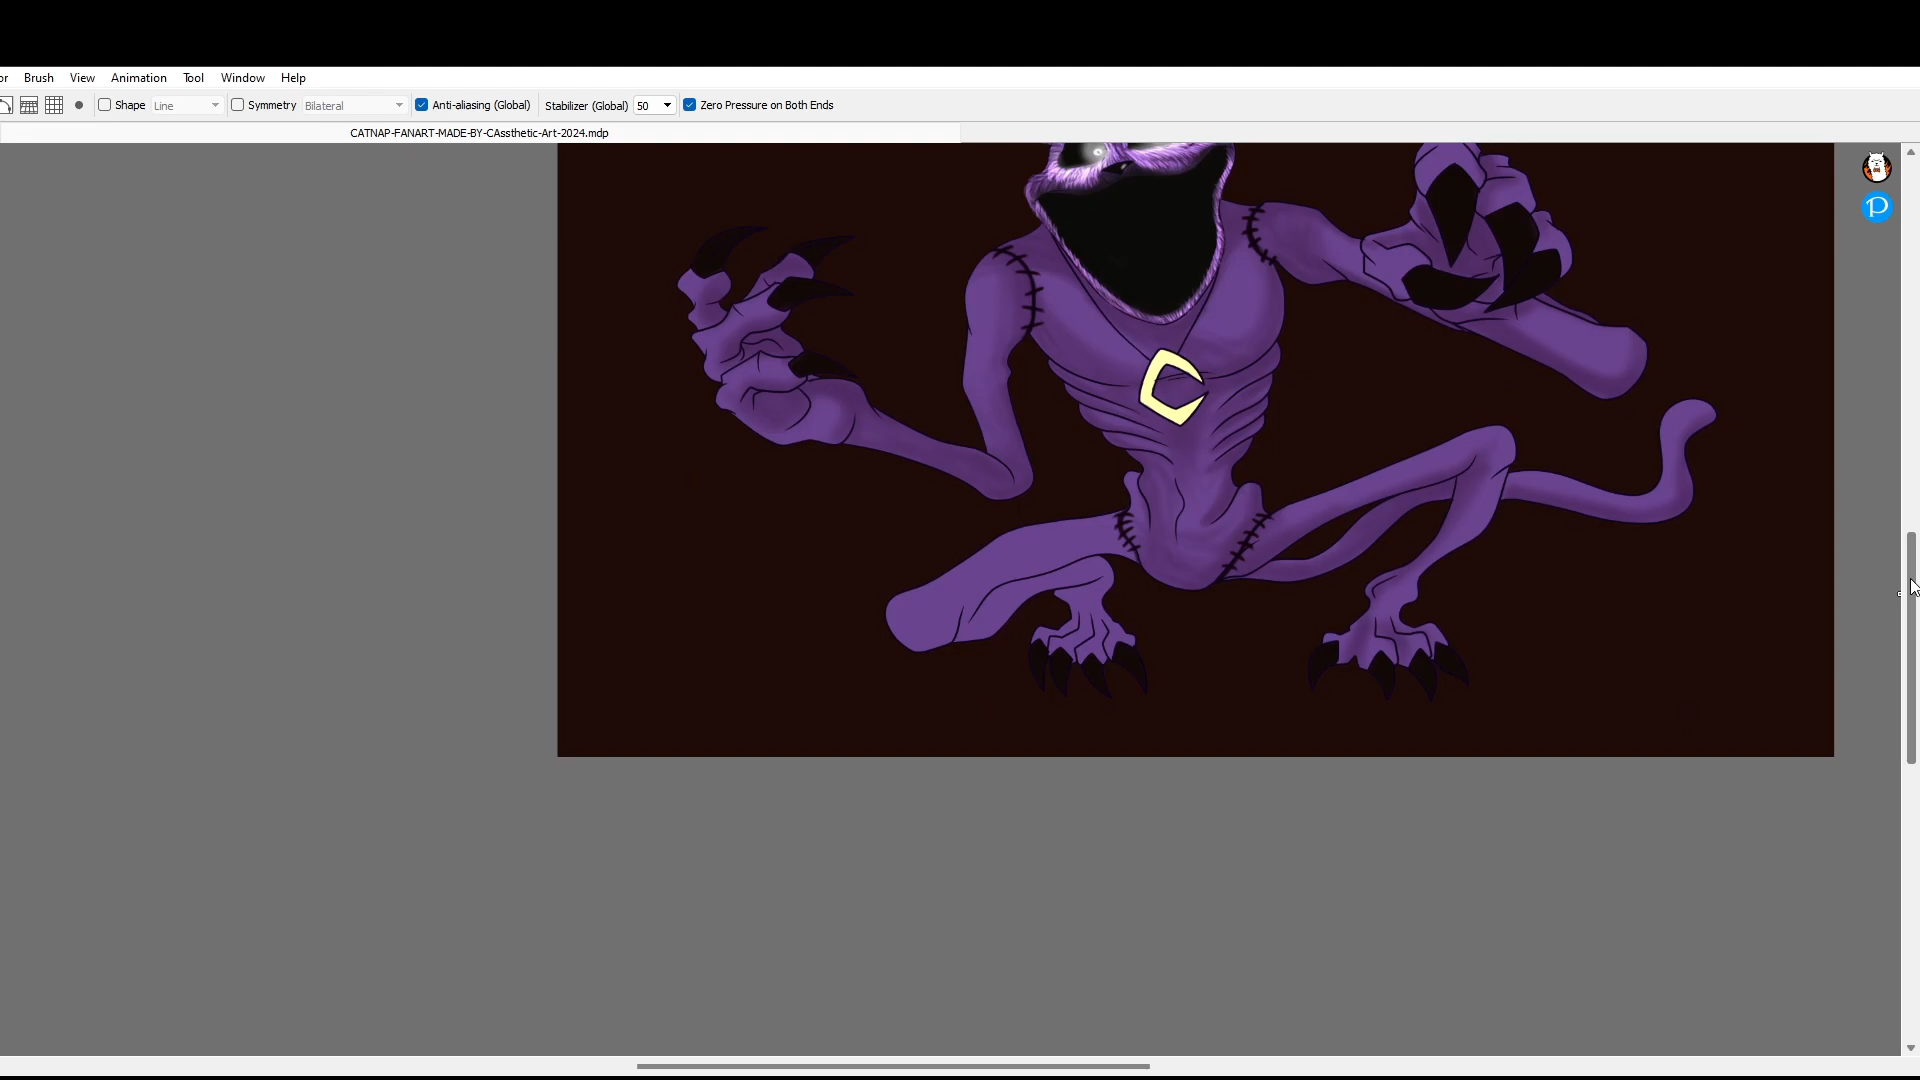 or Brush View Animation Tool Window Help
Shape Line Symmetry Bilateral Anti-aliasing (Global) Stabilizer (Global) 50 Zero Pressure on Both Ends
CATNAP-FANART-MADE-BY-CAssthetic-Art-2024.mdp
P